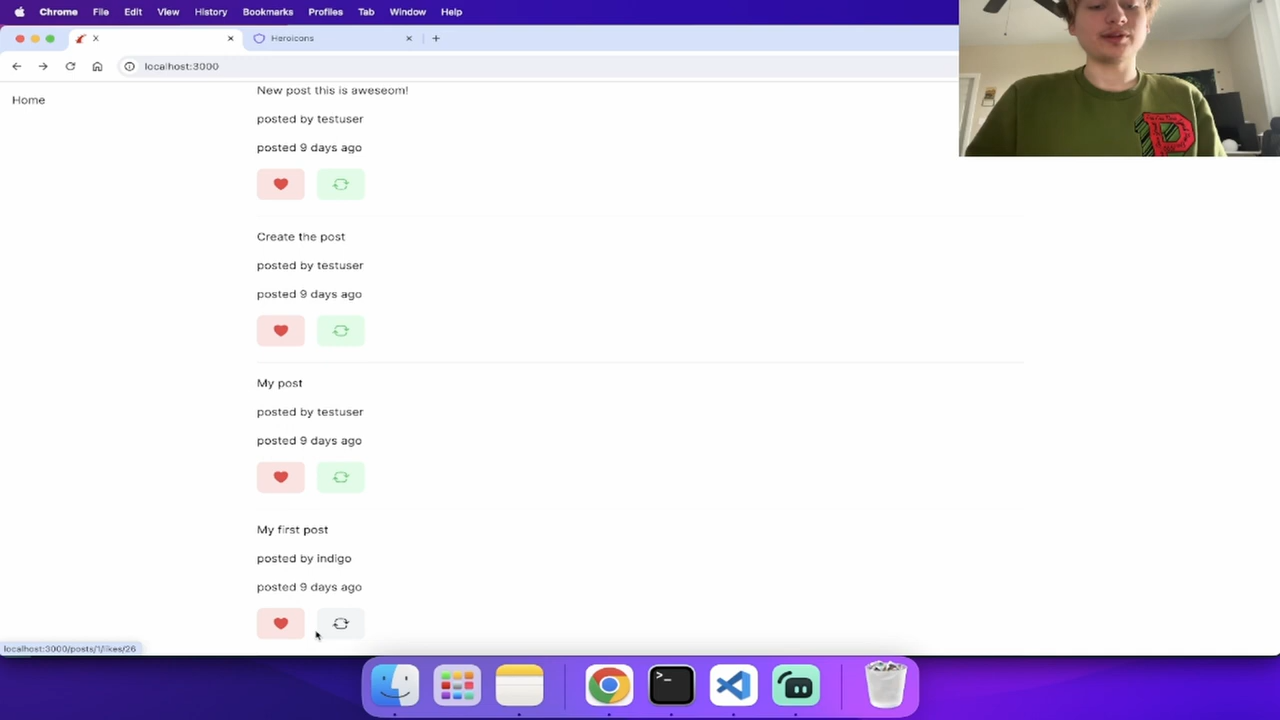 Chrome File Edit View History Bookmarks Profiles Tab Window Help
Heroicons
localhost:3000
Home
New post this is aweseom!
posted by testuser
posted 9 days ago
Create the post
posted by testuser
posted 9 days ago
My post
posted by testuser
posted 9 days ago
My first post
posted by indigo
posted 9 days ago
localhost:3000/posts/1/likes/26
P